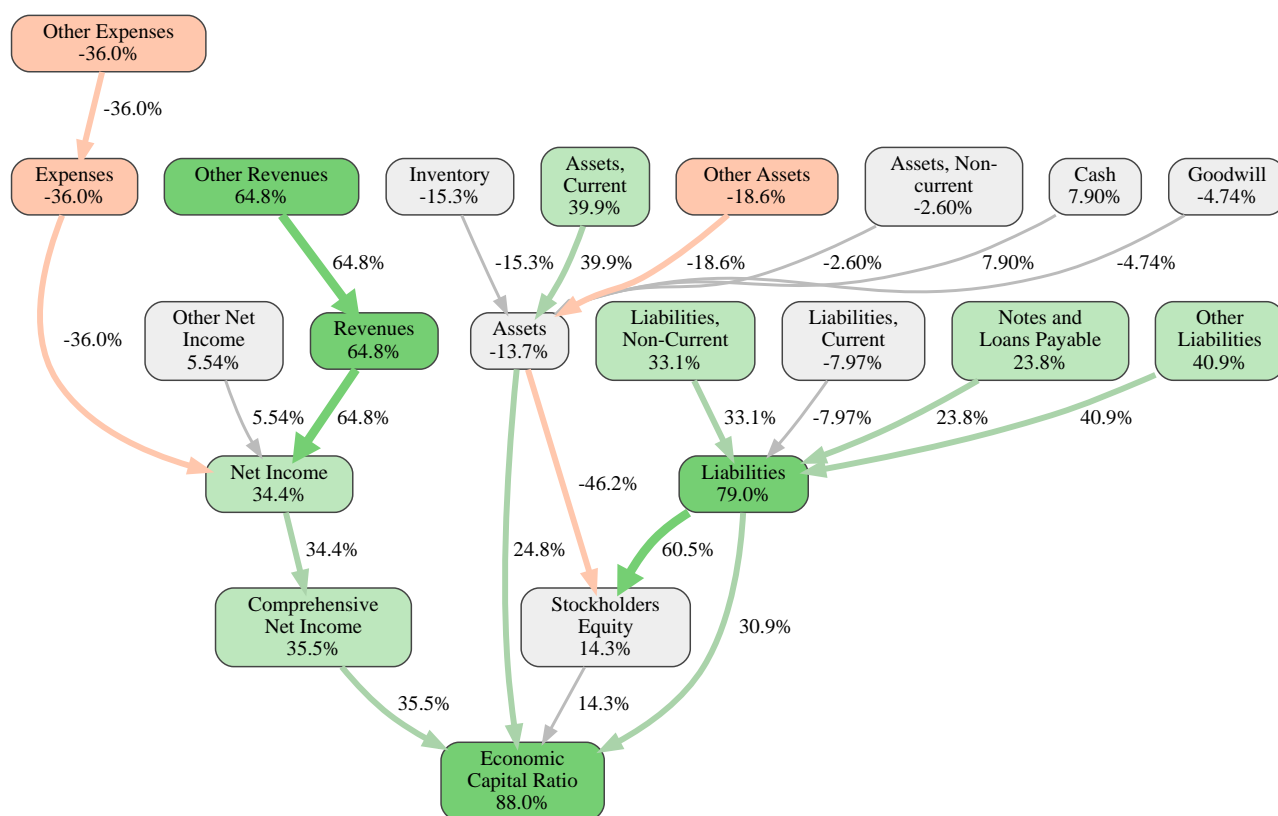 Other Expenses
-36.0%
-36.0%
Expenses
-36.0%
Other Revenues
64.8%
Inventory
-15.3%
Assets,
Current
39.9%
Other Assets
-18.6%
Assets, Non-
current
-2.60%
Cash
7.90%
Goodwill
-4.74%
64.8%
-15.3%
39.9%
-18.6%
-2.60%
7.90%
-4.74%
-36.0%
Other Net
Income
5.54%
Revenues
64.8%
Assets
-13.7%
Liabilities,
Non-Current
33.1%
Liabilities,
Current
-7.97%
Notes and
Loans Payable
23.8%
Other
Liabilities
40.9%
5.54%
64.8%
33.1%
-7.97%
23.8%
40.9%
Net Income
34.4%
-46.2%
Liabilities
79.0%
34.4%
24.8%
60.5%
Comprehensive
Net Income
35.5%
Stockholders
Equity
14.3%
30.9%
35.5%
14.3%
Economic
Capital Ratio
88.0%